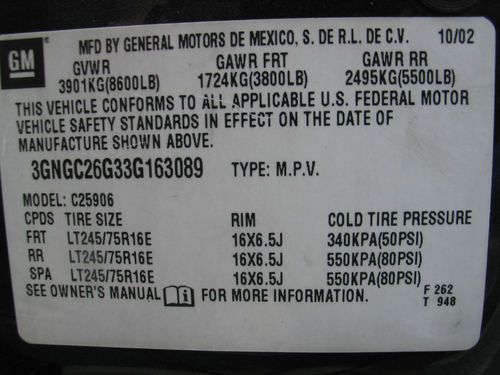 GM
MFD BY GENERAL MOTORS DE MEXICO, S. DE R.L. DE C.V. 10/02
GVWR GAWR FRT GAWR RR
3901KG(8600LB) 1724KG(3800LB) 2495KG(5500LB)
THIS VEHICLE CONFORMS TO ALL APPLICABLE U.S. FEDERAL MOTOR
VEHICLE SAFETY STANDARDS IN EFFECT ON THE DATE OF
MANUFACTURE SHOWN ABOVE.
3GNGC26G33G163089 TYPE: M.P.V.
MODEL: C25906
CPDS TIRE SIZE RIM COLD TIRE PRESSURE
FRT LT245/75R16E 16X6.5J 340KPA(50PSI)
RR LT245/75R16E 16X6.5J 550KPA(80PSI)
SPA LT245/75R16E 16X6.5J 550KPA(80PSI)
SEE OWNER'S MANUAL FOR MORE INFORMATION. F 262
T 948